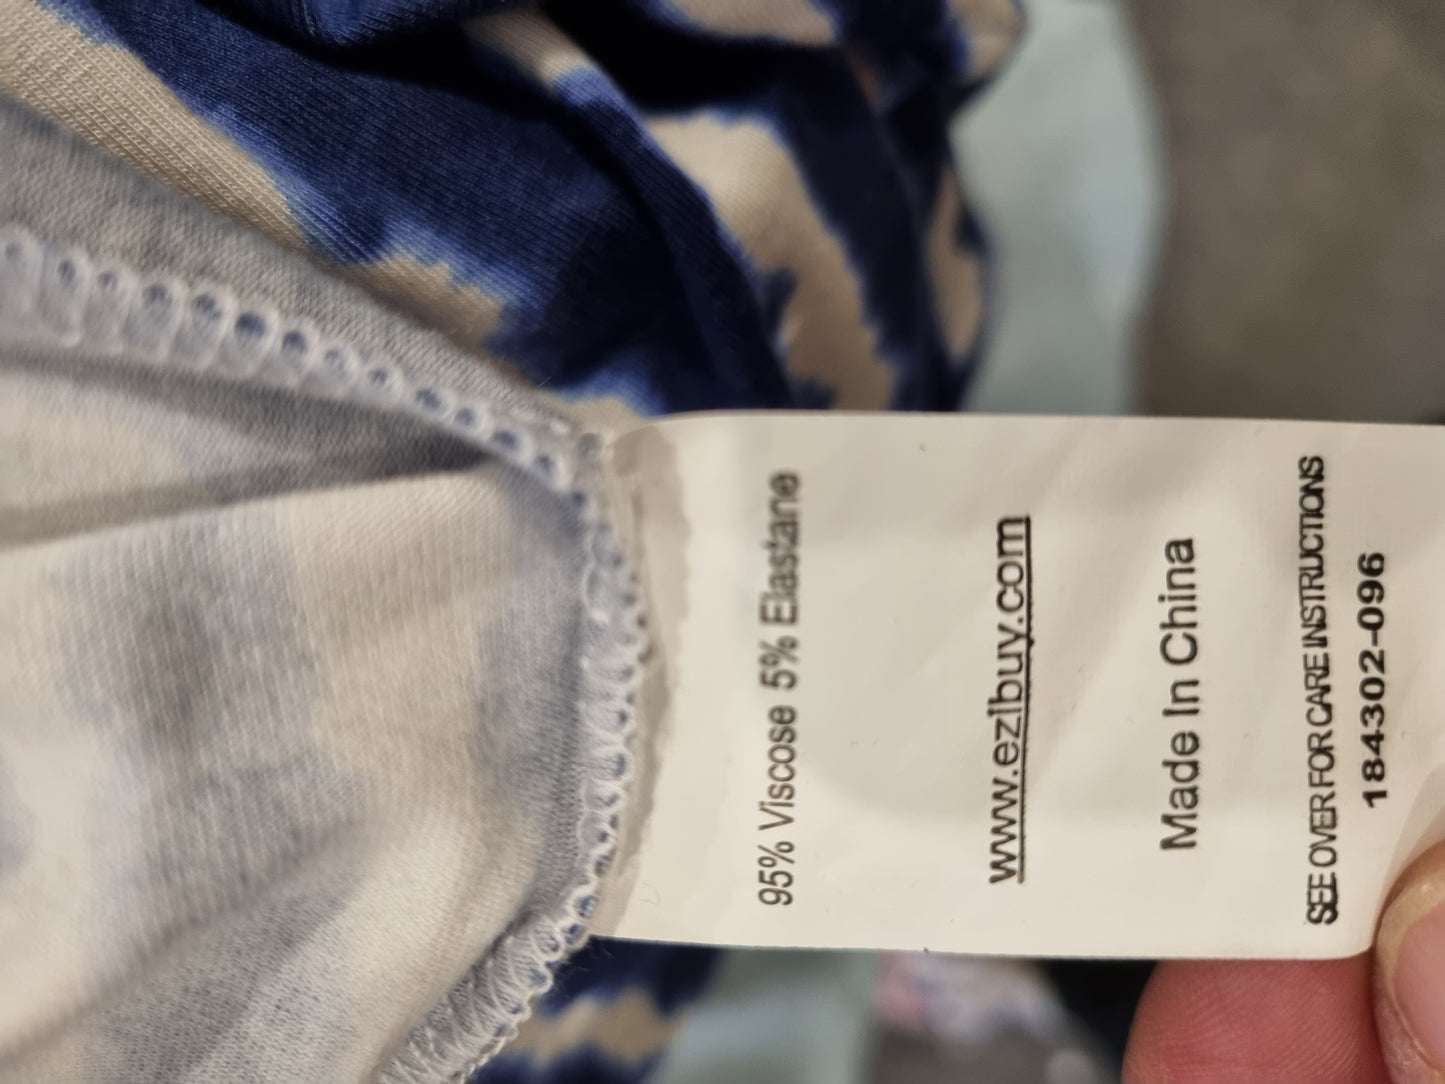 95% Viscose 5% Elastane
www.ezibuy.com
Made In China
SEE OVER FOR CARE INSTRUCTIONS
184302-096